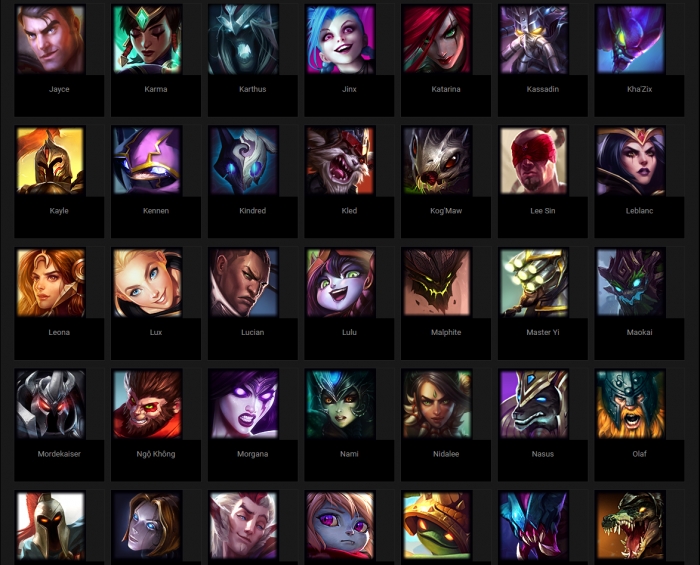 Jayce
Karma
Karthus
Jinx
Katarina
Kassadin
Kha'Zix
Kayle
Kennen
Kindred
Kled
Kog'Maw
Lee Sin
Leblanc
Leona
Lux
Lucian
Lulu
Malphite
Master Yi
Maokai
Mordekaiser
Ngộ Không
Morgana
Nami
Nidalee
Nasus
Olaf